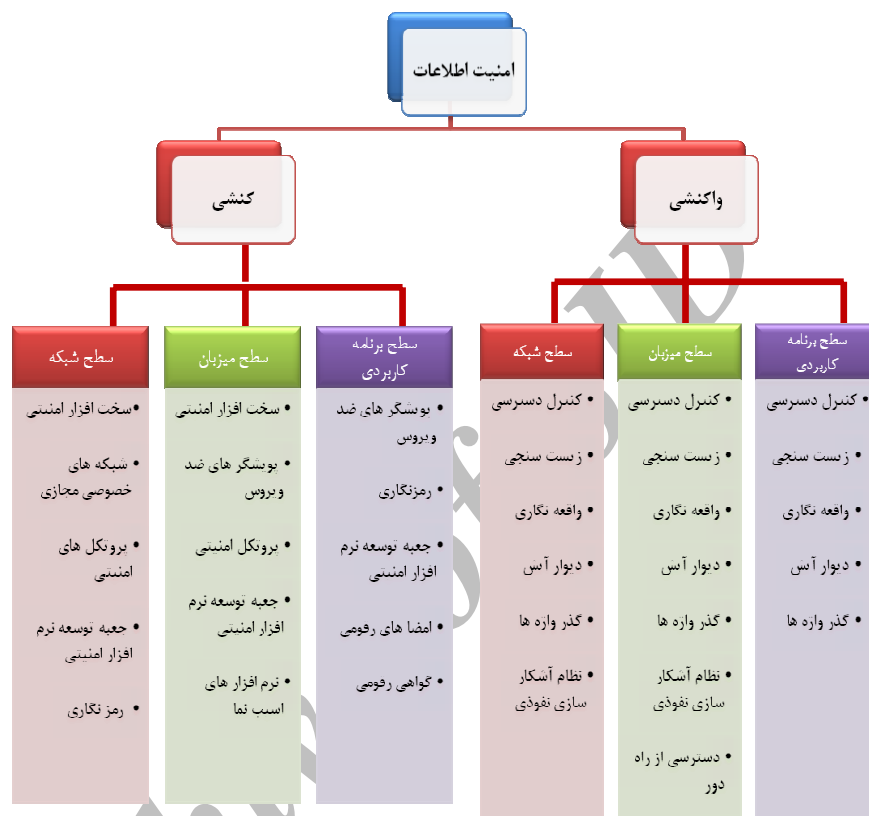 امنیت اطلاعات
واکنشی
کنشی
سطح برنامه
کاربردی
• کنترل دسترسی
• زیست سنجی
• واقعه نگاری
• دیوار آتش
• گذر واژه ها
سطح میزبان
• کنترل دسترسی
• زیست سنجی
• واقعه نگاری
• دیوار آتش
• گذر واژه ها
• نظام آشکار
سازی نفوذی
• دسترسی از راه
دور
سطح شبکه
• کنترل دسترسی
• زیست سنجی
• واقعه نگاری
• دیوار آتش
• گذر واژه ها
• نظام آشکار
سازی نفوذی
سطح برنامه
کاربردی
• پویشگر های ضد
ویروس
• رمزنگاری
• جعبه توسعه نرم
افزار امنیتی
• امضا های رقومی
• گواهی رقومی
سطح میزبان
• سخت افزار امنیتی
• پویشگر های ضد
ویروس
• پروتکل امنیتی
• جعبه توسعه نرم
افزار امنیتی
• نرم افزار های
اسب نما
سطح شبکه
• سخت افزار امنیتی
• شبکه های
خصوصی مجازی
• پروتکل های
امنیتی
• جعبه توسعه نرم
افزار امنیتی
• رمز نگاری
of